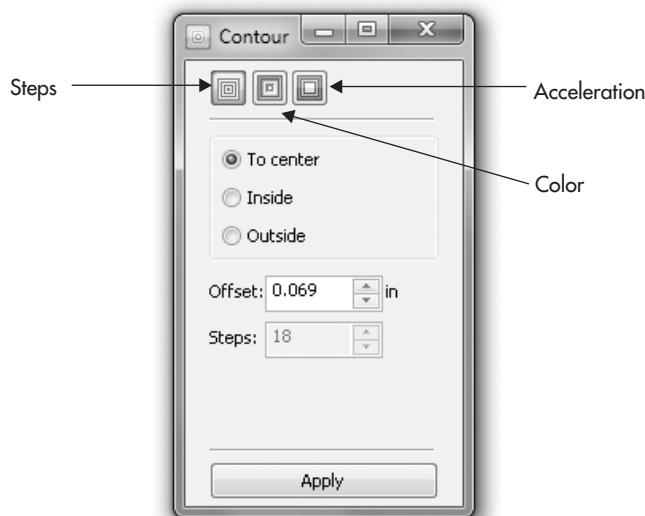 Contour
Steps
Acceleration
Color
To center
Inside
Outside
Offset: 0.069 in
Steps: 18
Apply